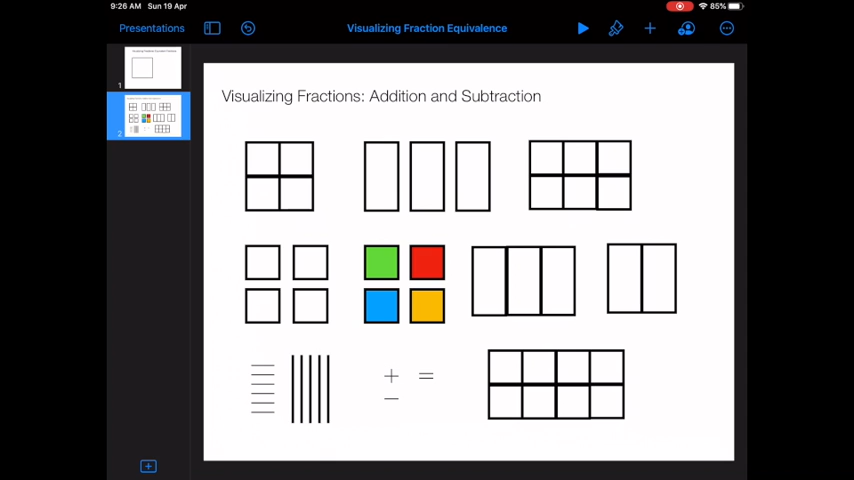 9:26 AM Sun 19 Apr
85%
Presentations
Visualizing Fraction Equivalence
1
2
Visualizing Fractions: Addition and Subtraction
+ =
−